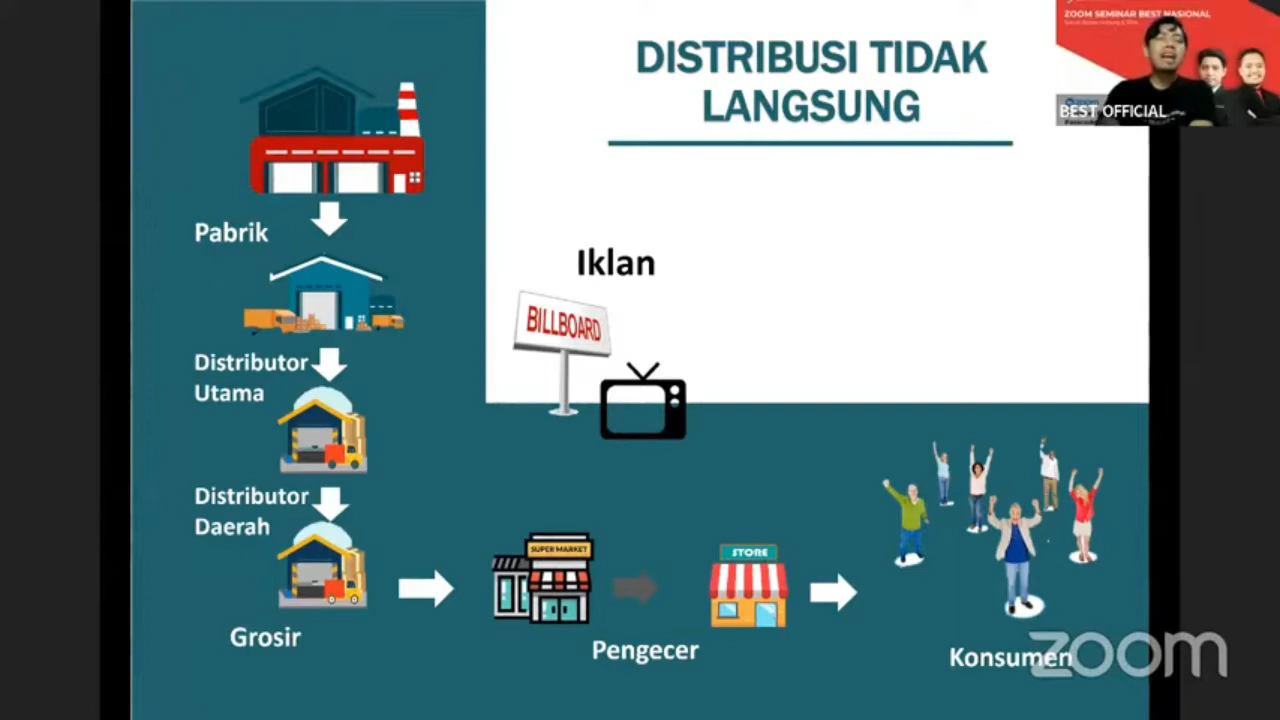 DISTRIBUSI TIDAK
LANGSUNG
ZOOM SEMINAR BEST NASIONAL
BEST OFFICIAL
Pabrik
Iklan
BILLBOARD
Distributor
Utama
Distributor
Daerah
SUPER MARKET
STORE
Grosir
Pengecer
Konsumen
zoom